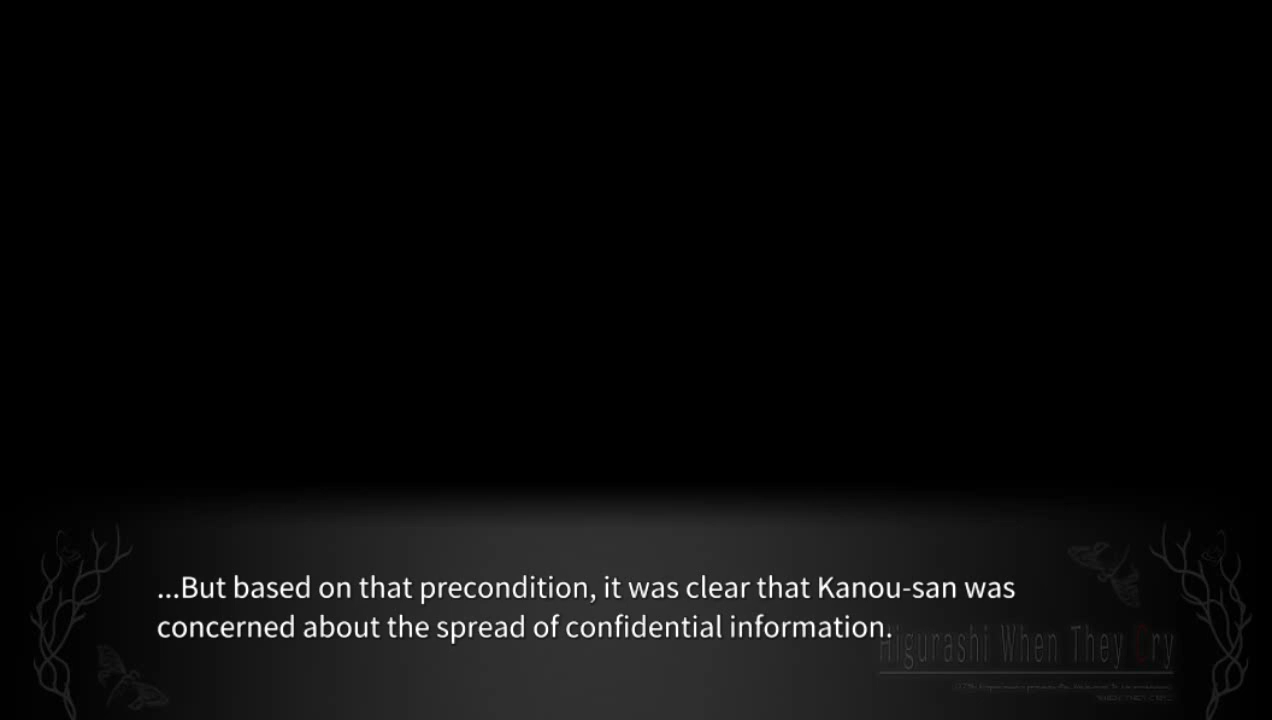 ...But based on that precondition, it was clear that Kanou-san was
concerned about the spread of confidential information.
Higurashi When They Cry